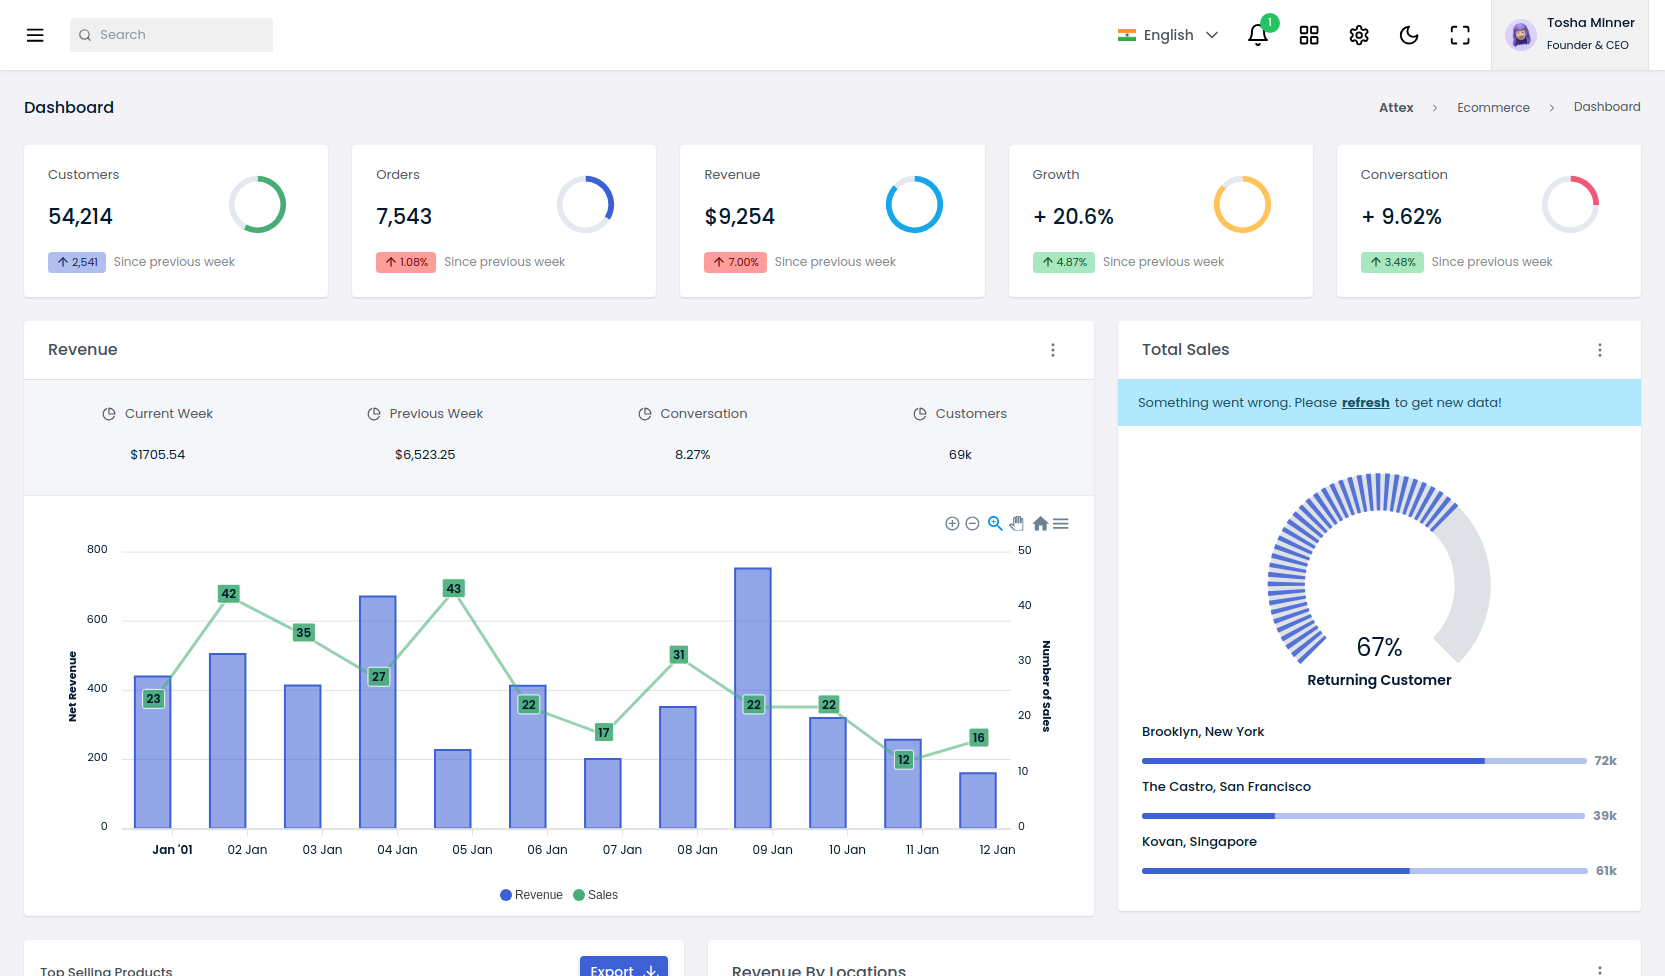 Search
English
1
Tosha Minner
Founder & CEO
Dashboard
Attex
Ecommerce
Dashboard
Customers
54,214
2,541
Since previous week
Orders
7,543
1.08%
Since previous week
Revenue
$9,254
7.00%
Since previous week
Growth
+ 20.6%
4.87%
Since previous week
Conversation
+ 9.62%
3.48%
Since previous week
Revenue
Current Week
$1705.54
Previous Week
$6,523.25
Conversation
8.27%
Customers
69k
Net Revenue
800
600
400
200
0
23
42
35
27
43
22
17
31
22
22
12
16
50
40
30
20
10
0
Number of Sales
Jan '01
02 Jan
03 Jan
04 Jan
05 Jan
06 Jan
07 Jan
08 Jan
09 Jan
10 Jan
11 Jan
12 Jan
Revenue
Sales
Total Sales
Something went wrong. Please refresh to get new data!
67%
Returning Customer
Brooklyn, New York
72k
The Castro, San Francisco
39k
Kovan, Singapore
61k
Top Selling Products
Export
Revenue By Locations